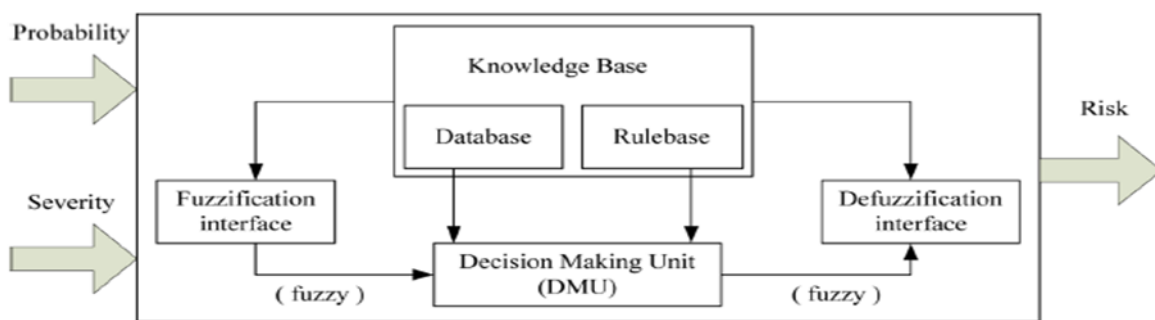 Probability
Knowledge Base
Database
Rulebase
Risk
Severity
Fuzzification
interface
Defuzzification
interface
Decision Making Unit
(DMU)
( fuzzy )
( fuzzy )